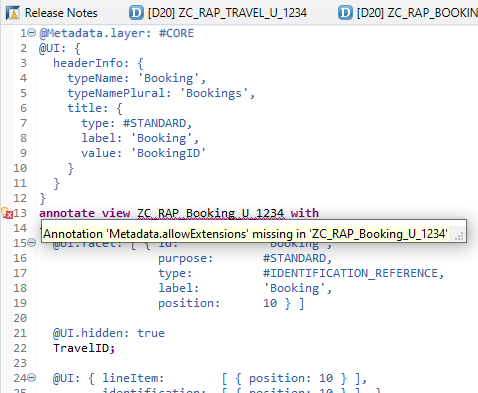 Release Notes [D20] ZC_RAP_TRAVEL_U_1234 [D20] ZC_RAP_BOOKIN
1 @Metadata.layer: #CORE
2 @UI: {
3 headerInfo: {
4 typeName: 'Booking',
5 typeNamePlural: 'Bookings',
6 title: {
7 type: #STANDARD,
8 label: 'Booking',
9 value: 'BookingID'
10 }
11 }
12 }
13 annotate view ZC_RAP_Booking_U_1234 with
Annotation 'Metadata.allowExtensions' missing in 'ZC_RAP_Booking_U_1234'
15 @UI.facet: [ { id: 'Booking',
16 purpose: #STANDARD,
17 type: #IDENTIFICATION_REFERENCE,
18 label: 'Booking',
19 position: 10 } ]
20
21 @UI.hidden: true
22 TravelID;
23
24 @UI: { lineItem: [ { position: 10 } ],
25 identification: [ { position: 10 } ] }